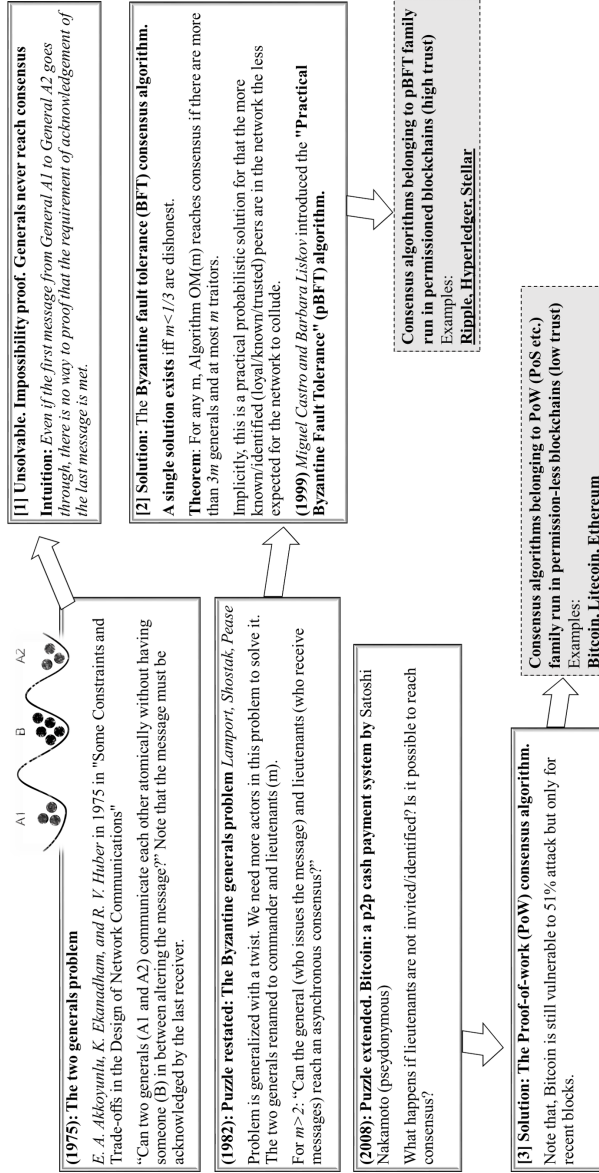 A1
B
A2
(1975): The two generals problem
E. A. Akkoyunlu, K. Ekanadham, and R. V. Huber in 1975 in "Some Constraints and
Trade-offs in the Design of Network Communications"
“Can two generals (A1 and A2) communicate each other atomically without having
someone (B) in between altering the message?” Note that the message must be
acknowledged by the last receiver.
[1] Unsolvable. Impossibility proof. Generals never reach consensus
Intuition: Even if the first message from General A1 to General A2 goes
through, there is no way to proof that the requirement of acknowledgement of
the last message is met.
(1982): Puzzle restated: The Byzantine generals problem Lamport, Shostak, Pease
Problem is generalized with a twist. We need more actors in this problem to solve it.
The two generals renamed to commander and lieutenants (m).
For m>2: “Can the general (who issues the message) and lieutenants (who receive
messages) reach an asynchronous consensus?”
[2] Solution: The Byzantine fault tolerance (BFT) consensus algorithm.
A single solution exists iff m<1/3 are dishonest.
Theorem: For any m, Algorithm OM(m) reaches consensus if there are more
than 3m generals and at most m traitors.
Implicitly, this is a practical probabilistic solution for that the more
known/identified (loyal/known/trusted) peers are in the network the less
expected for the network to collude.
(1999) Miguel Castro and Barbara Liskov introduced the "Practical
Byzantine Fault Tolerance" (pBFT) algorithm.
(2008): Puzzle extended. Bitcoin: a p2p cash payment system by Satoshi
Nakamoto (pseydonymous)
What happens if lieutenants are not invited/identified? Is it possible to reach
consensus?
Consensus algorithms belonging to pBFT family
run in permissioned blockchains (high trust)
Examples:
Ripple, Hyperledger, Stellar
[3] Solution: The Proof-of-work (PoW) consensus algorithm.
Note that, Bitcoin is still vulnerable to 51% attack but only for
recent blocks.
Consensus algorithms belonging to PoW (PoS etc.)
family run in permission-less blockchains (low trust)
Examples:
Bitcoin, Litecoin, Ethereum